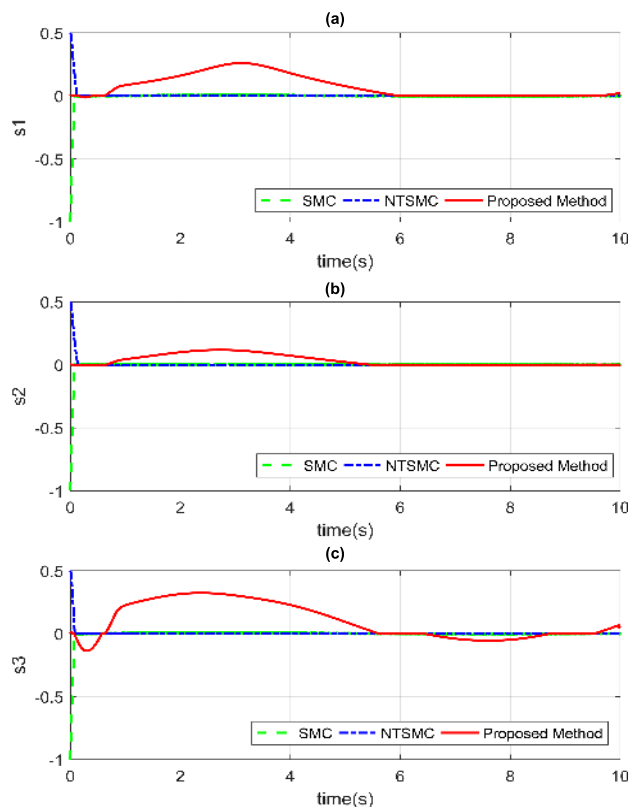 (a)
0.5
0
s1
-0.5
SMC NTSMC Proposed Method
-1
0 2 4 6 8 10
time(s)
(b)
0.5
0
s2
-0.5
SMC NTSMC Proposed Method
-1
0 2 4 6 8 10
time(s)
(c)
0.5
0
s3
-0.5
SMC NTSMC Proposed Method
-1
0 2 4 6 8 10
time(s)